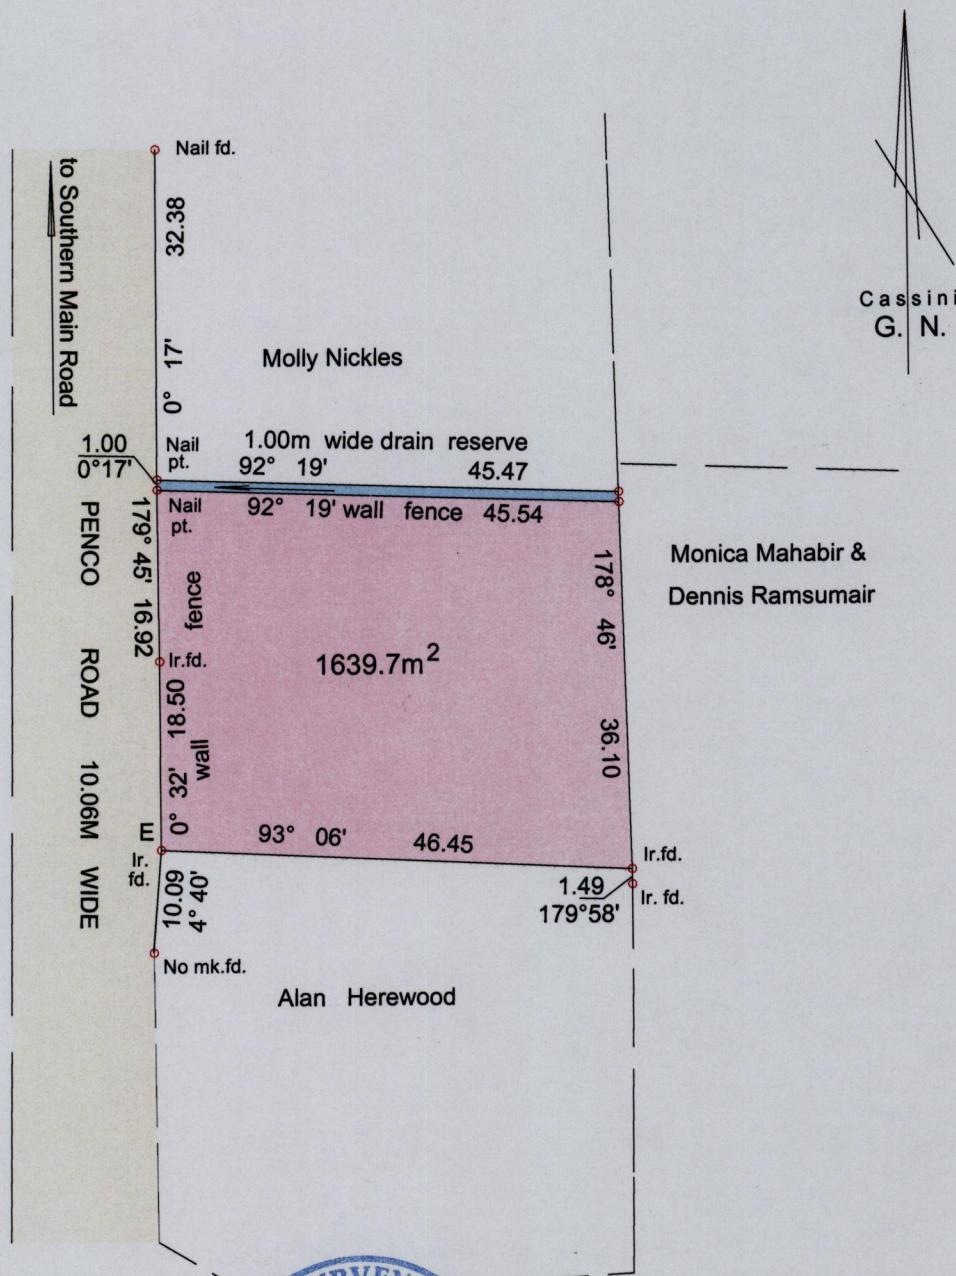 Nail fd.
to Southern Main Road
32.38
0° 17'
Cassini
G. N.
Molly Nickles
1.00
0°17'
Nail
pt.
1.00m wide drain reserve
92° 19' 45.47
Nail
pt.
92° 19' wall fence 45.54
179° 45' 16.92
PENCO ROAD 10.06M WIDE
wall fence
178° 46' 36.10
Monica Mahabir &
Dennis Ramsumair
Ir.fd.
1639.7m²
0° 32' 18.50
E
Ir.
fd.
93° 06' 46.45
Ir.fd.
1.49
179°58'
Ir. fd.
10.09
4° 40'
No mk.fd.
Alan Herewood